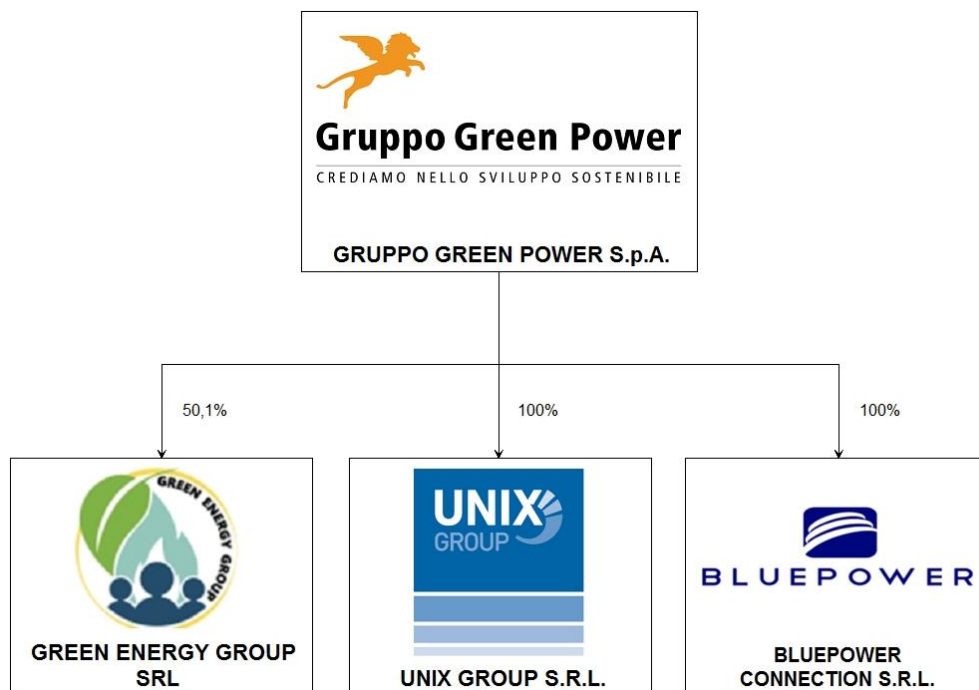 Gruppo Green Power
CREDIAMO NELLO SVILUPPO SOSTENIBILE
GRUPPO GREEN POWER S.p.A.
50,1%
100%
100%
GREEN ENERGY GROUP
GREEN ENERGY GROUP
SRL
UNIX
GROUP
UNIX GROUP S.R.L.
BLUEPOWER
BLUEPOWER
CONNECTION S.R.L.